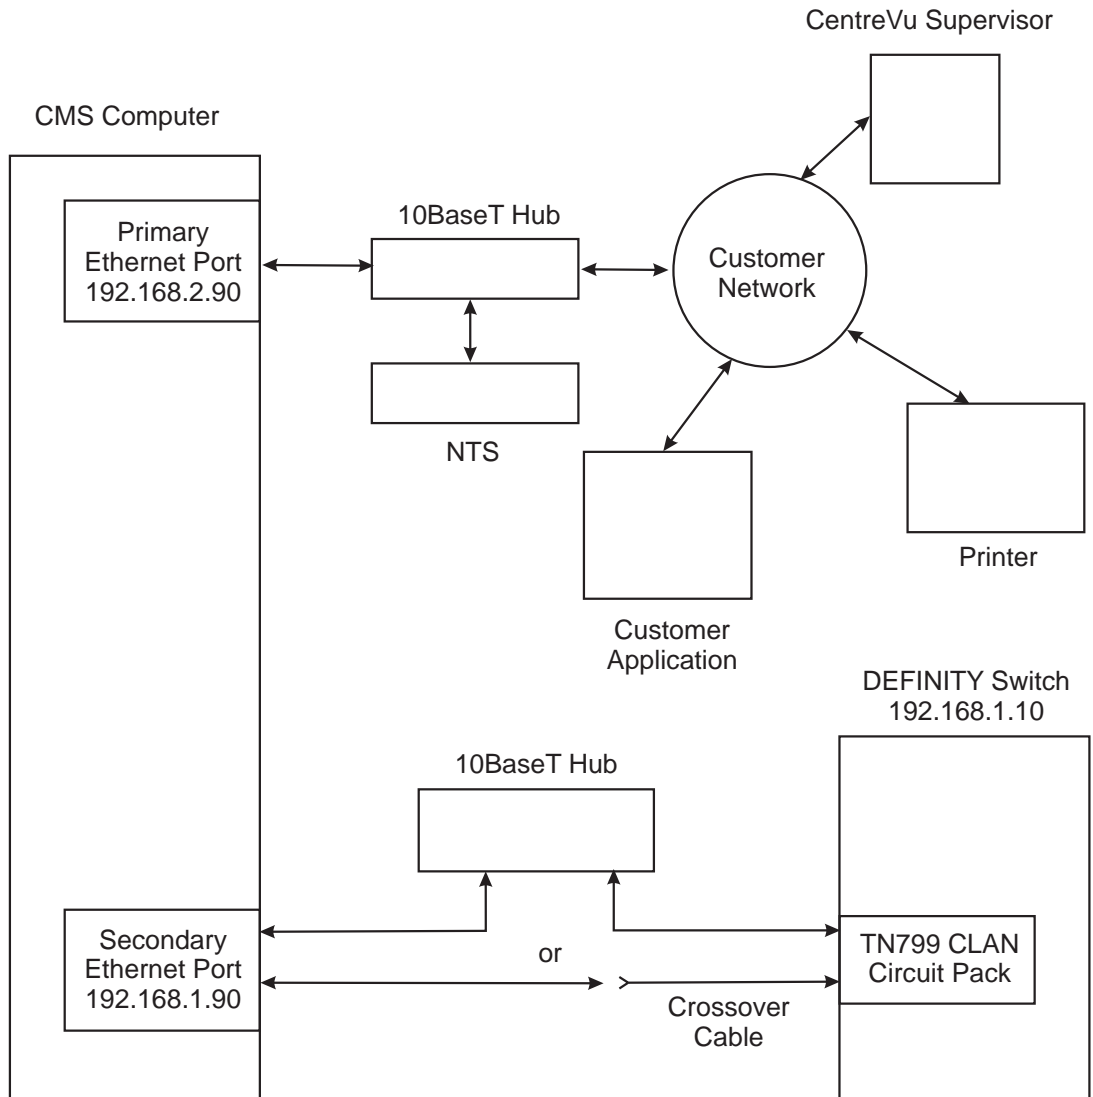 CentreVu Supervisor
CMS Computer
Primary
Ethernet Port
192.168.2.90
10BaseT Hub
Customer
Network
NTS
Printer
Customer
Application
DEFINITY Switch
192.168.1.10
10BaseT Hub
Secondary
Ethernet Port
192.168.1.90
or
TN799 CLAN
Circuit Pack
Crossover
Cable